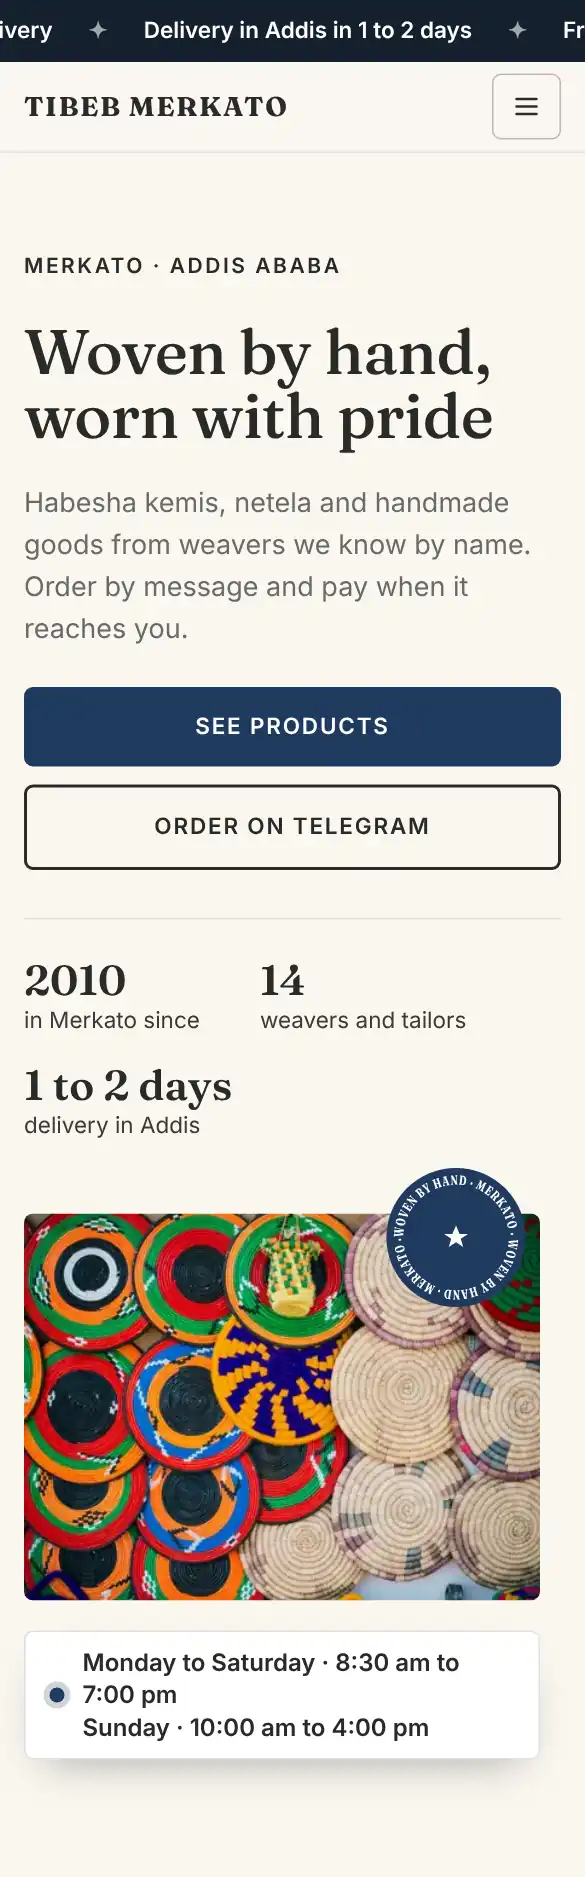 ivery ✦ Delivery in Addis in 1 to 2 days ✦ Fr
TIBEB MERKATO
MERKATO · ADDIS ABABA
Woven by hand,
worn with pride
Habesha kemis, netela and handmade
goods from weavers we know by name.
Order by message and pay when it
reaches you.
SEE PRODUCTS
ORDER ON TELEGRAM
2010
in Merkato since
14
weavers and tailors
1 to 2 days
delivery in Addis
WOVEN BY HAND · MERKATO · WOVEN BY HAND · MERKATO ·
Monday to Saturday · 8:30 am to
7:00 pm
Sunday · 10:00 am to 4:00 pm